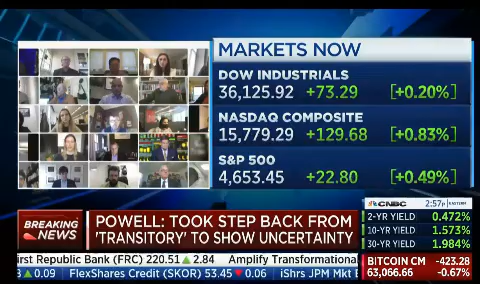 MARKETS NOW
DOW INDUSTRIALS
36,125.92 +73.29 [+0.20%]
NASDAQ COMPOSITE
15,779.29 +129.68 [+0.83%]
S&P 500
4,653.45 +22.80 [+0.49%]
CNBC 2:57p EASTERN
2-YR YIELD 0.472%
10-YR YIELD 1.573%
30-YR YIELD 1.984%
BREAKING NEWS
POWELL: TOOK STEP BACK FROM
'TRANSITORY' TO SHOW UNCERTAINTY
irst Republic Bank (FRC) 220.51 ▲ 2.84 Amplify Transformational
3 ▲ 0.09 FlexShares Credit (SKOR) 53.45 ▼ 0.06 iShrs JPM Mkt
BITCOIN CM -423.28
63,066.66 -0.67%